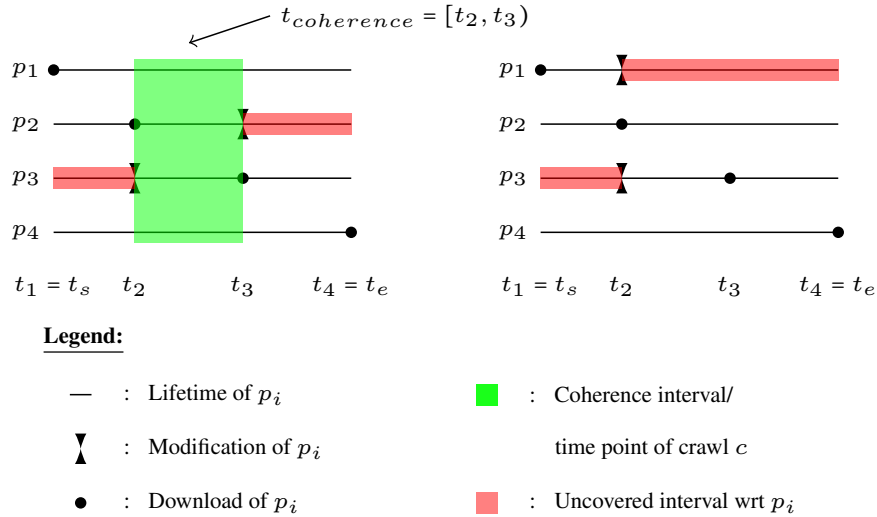 t_coherence = [t_2, t_3)
p_1 p_1
p_2 p_2
p_3 p_3
p_4 p_4
t_1 = t_s t_2 t_3 t_4 = t_e t_1 = t_s t_2 t_3 t_4 = t_e
Legend:
: Lifetime of p_i : Coherence interval/
: Modification of p_i time point of crawl c
: Download of p_i : Uncovered interval wrt p_i